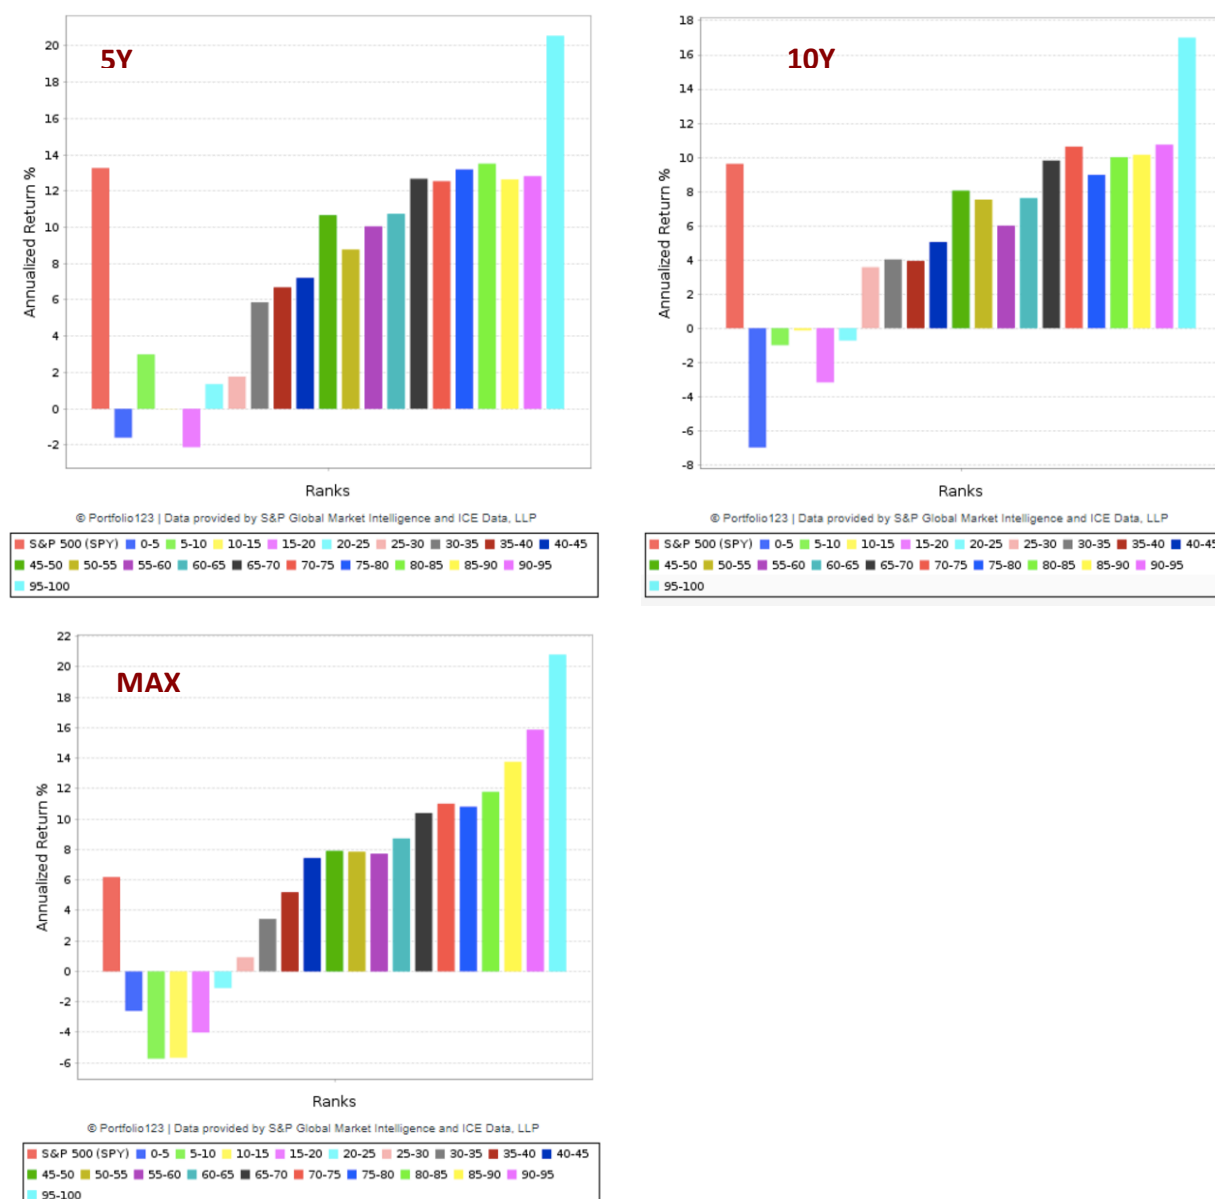 5Y
20
18
16
14
12
10
8
6
4
2
0
-2
Annualized Return %
Ranks
© Portfolio123 | Data provided by S&P Global Market Intelligence and ICE Data, LLP
S&P 500 (SPY) 0-5 5-10 10-15 15-20 20-25 25-30 30-35 35-40 40-45
45-50 50-55 55-60 60-65 65-70 70-75 75-80 80-85 85-90 90-95
95-100
10Y
18
16
14
12
10
8
6
4
2
0
-2
-4
-6
-8
Annualized Return %
Ranks
© Portfolio123 | Data provided by S&P Global Market Intelligence and ICE Data, LLP
S&P 500 (SPY) 0-5 5-10 10-15 15-20 20-25 25-30 30-35 35-40 40-45
45-50 50-55 55-60 60-65 65-70 70-75 75-80 80-85 85-90 90-95
95-100
MAX
22
20
18
16
14
12
10
8
6
4
2
0
-2
-4
-6
Annualized Return %
Ranks
© Portfolio123 | Data provided by S&P Global Market Intelligence and ICE Data, LLP
S&P 500 (SPY) 0-5 5-10 10-15 15-20 20-25 25-30 30-35 35-40 40-45
45-50 50-55 55-60 60-65 65-70 70-75 75-80 80-85 85-90 90-95
95-100